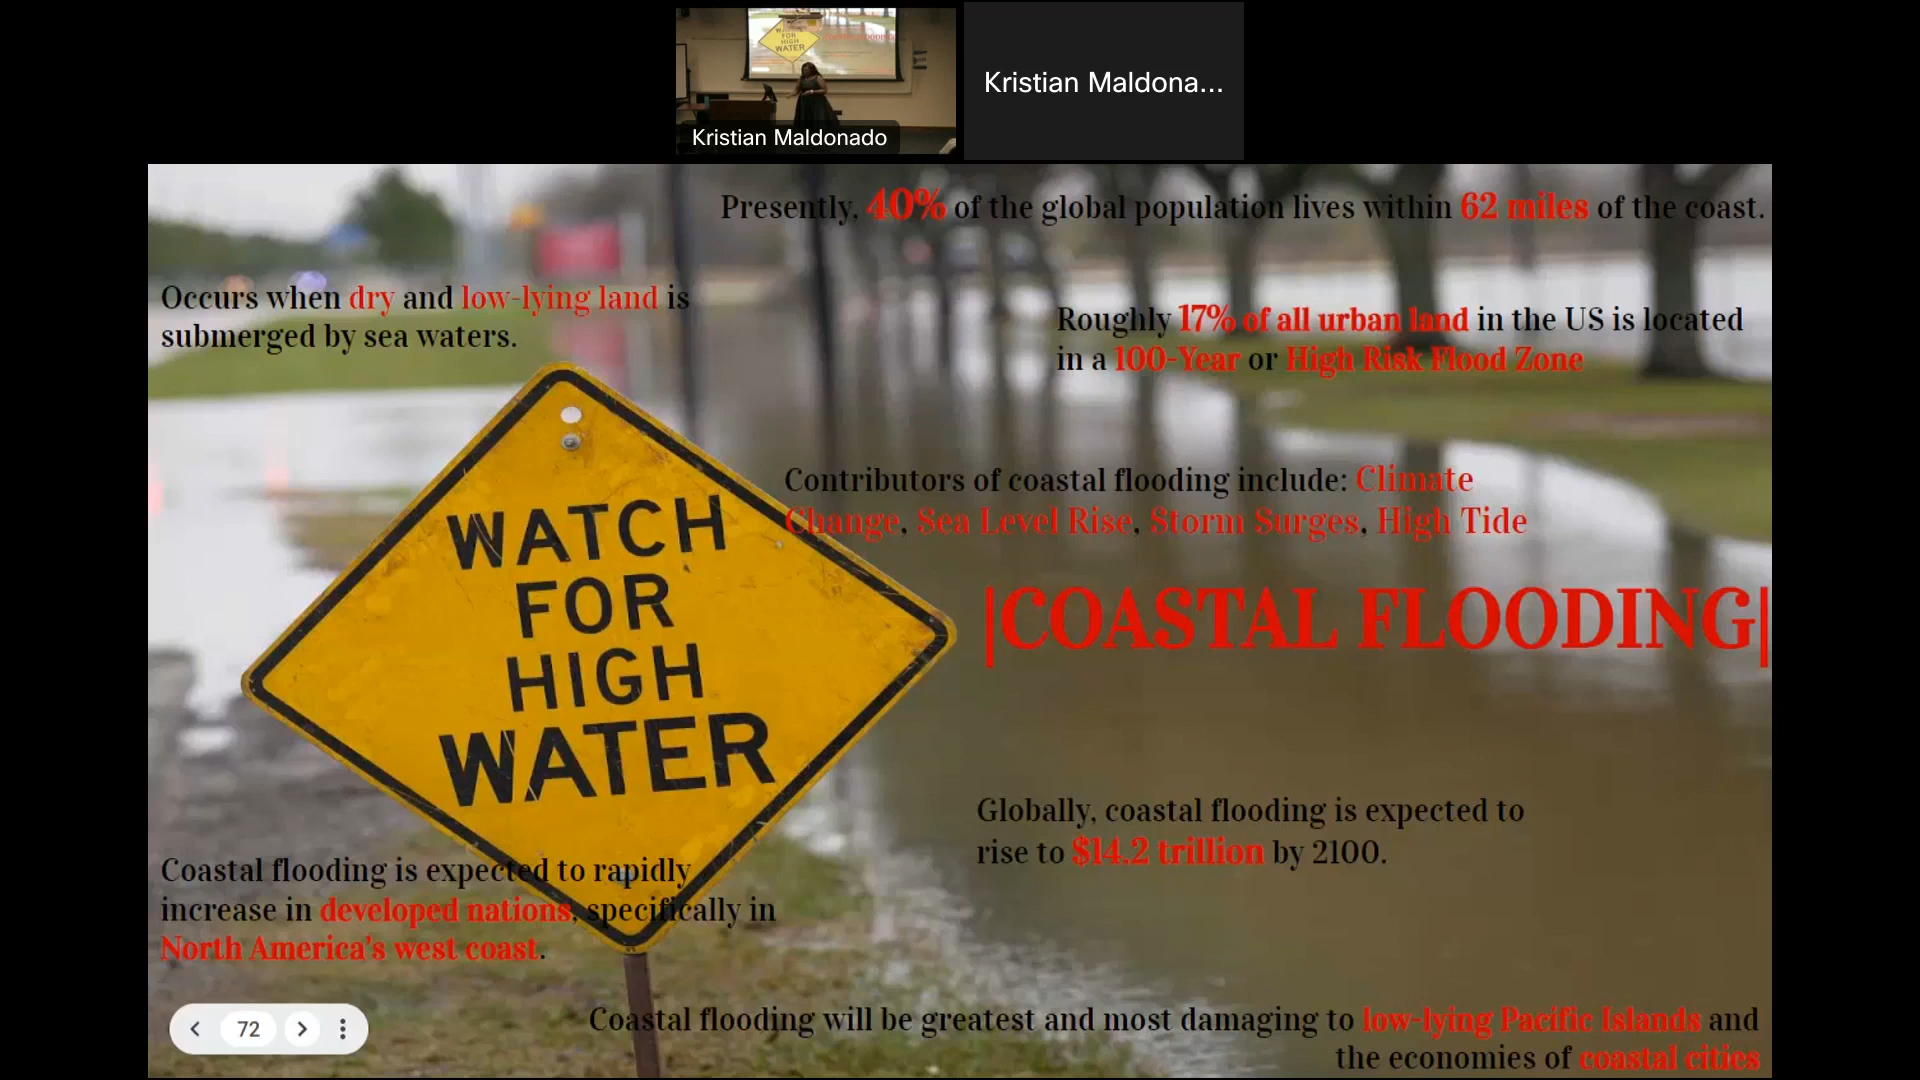 WATCH
FOR
HIGH
WATER
Kristian Maldonado
Kristian Maldona...
Presently, 40% of the global population lives within 62 miles of the coast.
Occurs when dry and low-lying land is
submerged by sea waters.
Roughly 17% of all urban land in the US is located
in a 100-Year or High Risk Flood Zone
Contributors of coastal flooding include: Climate
Change, Sea Level Rise, Storm Surges, High Tide
|COASTAL FLOODING|
WATCH
FOR
HIGH
WATER
Globally, coastal flooding is expected to
rise to $14.2 trillion by 2100.
Coastal flooding is expected to rapidly
increase in developed nations, specifically in
North America's west coast.
72
Coastal flooding will be greatest and most damaging to low-lying Pacific Islands and
the economies of coastal cities